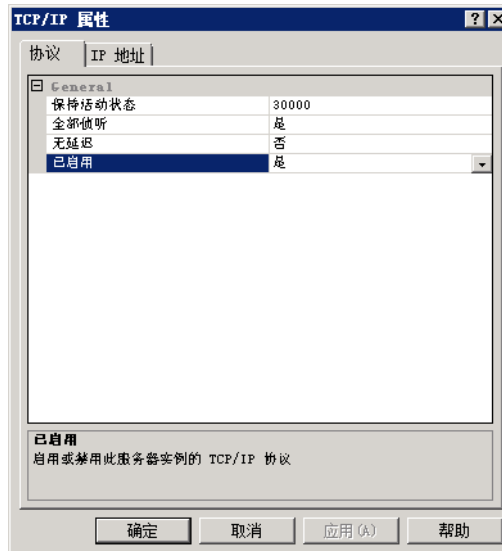 TCP/IP 属性
协议 IP 地址
General
保持活动状态 30000
全部侦听 是
无延迟 否
已启用 是
已启用
启用或禁用此服务器实例的 TCP/IP 协议
确定 取消 应用(A) 帮助